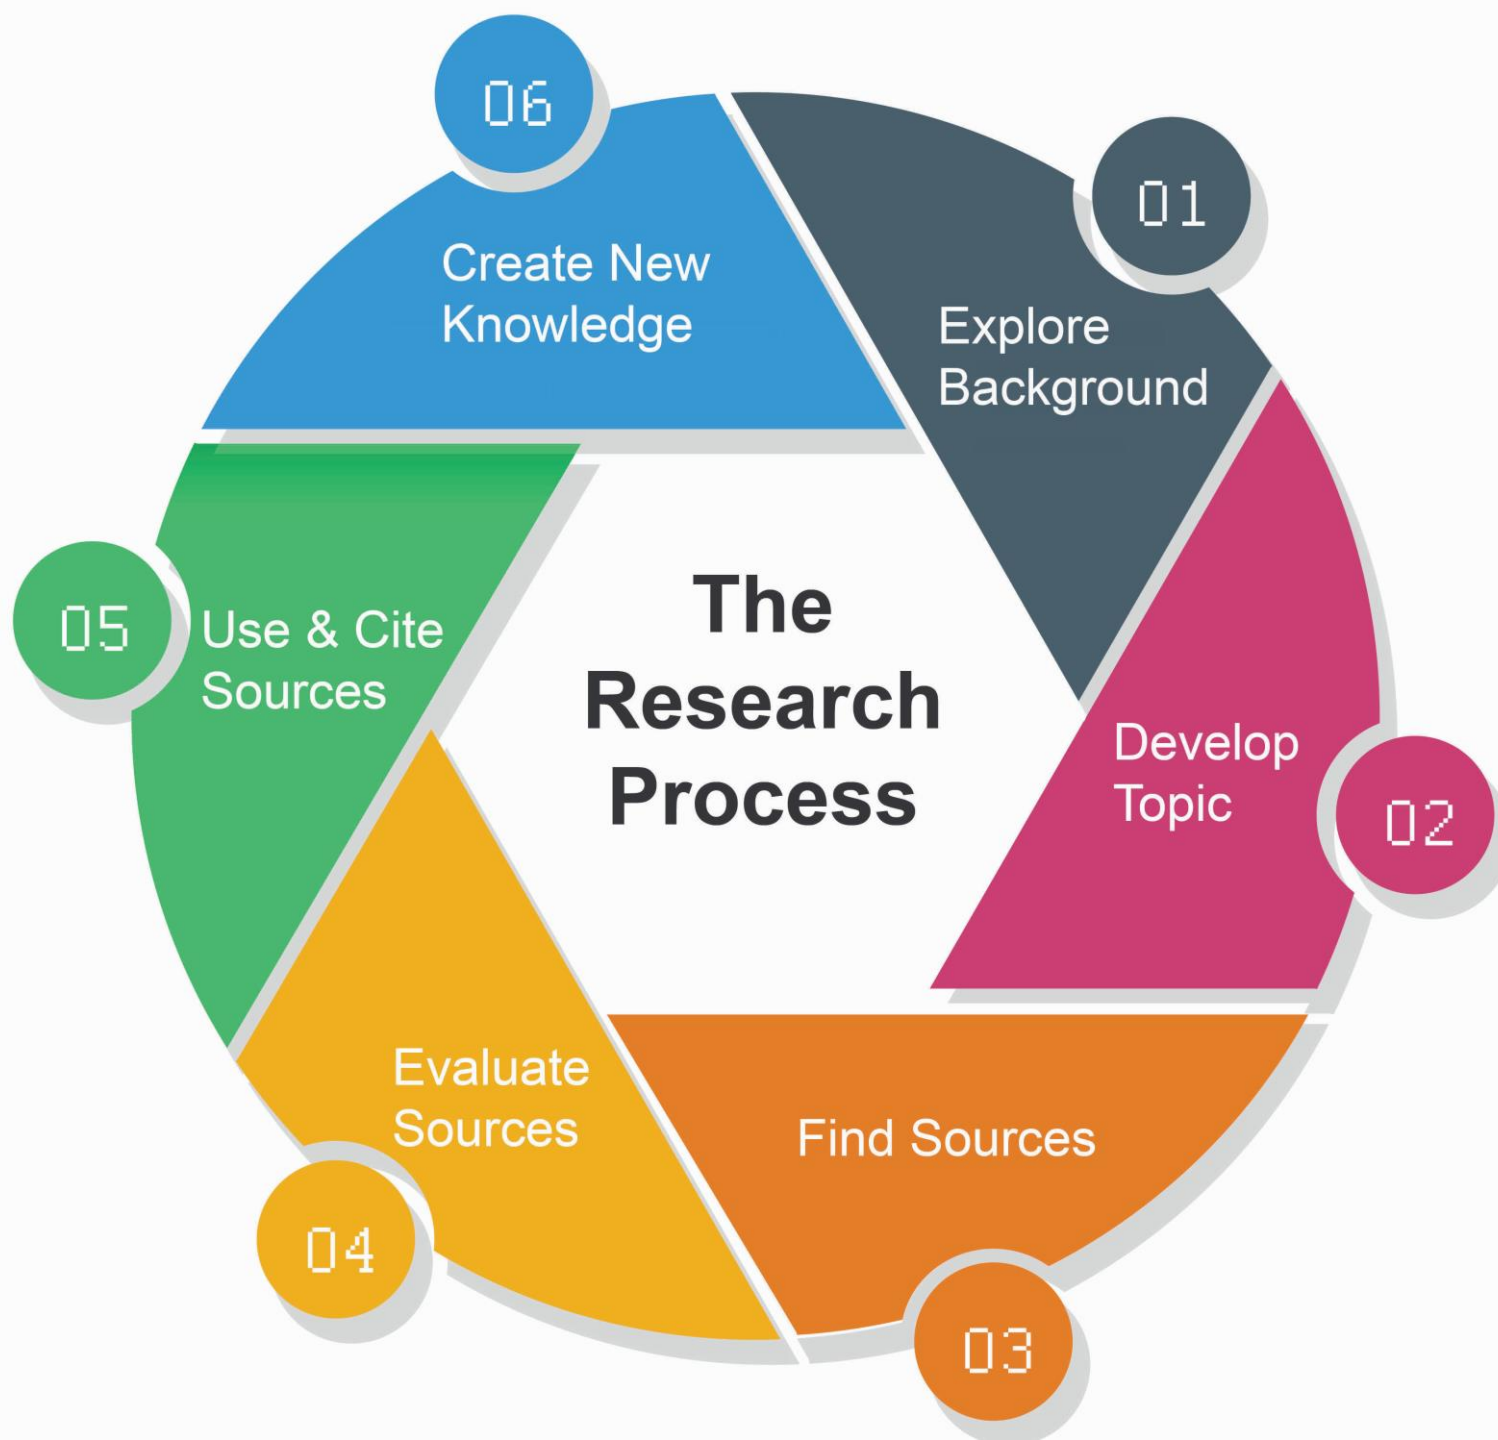 The
Research
Process
01
Explore
Background
02
Develop
Topic
03
Find Sources
04
Evaluate
Sources
05
Use & Cite
Sources
06
Create New
Knowledge